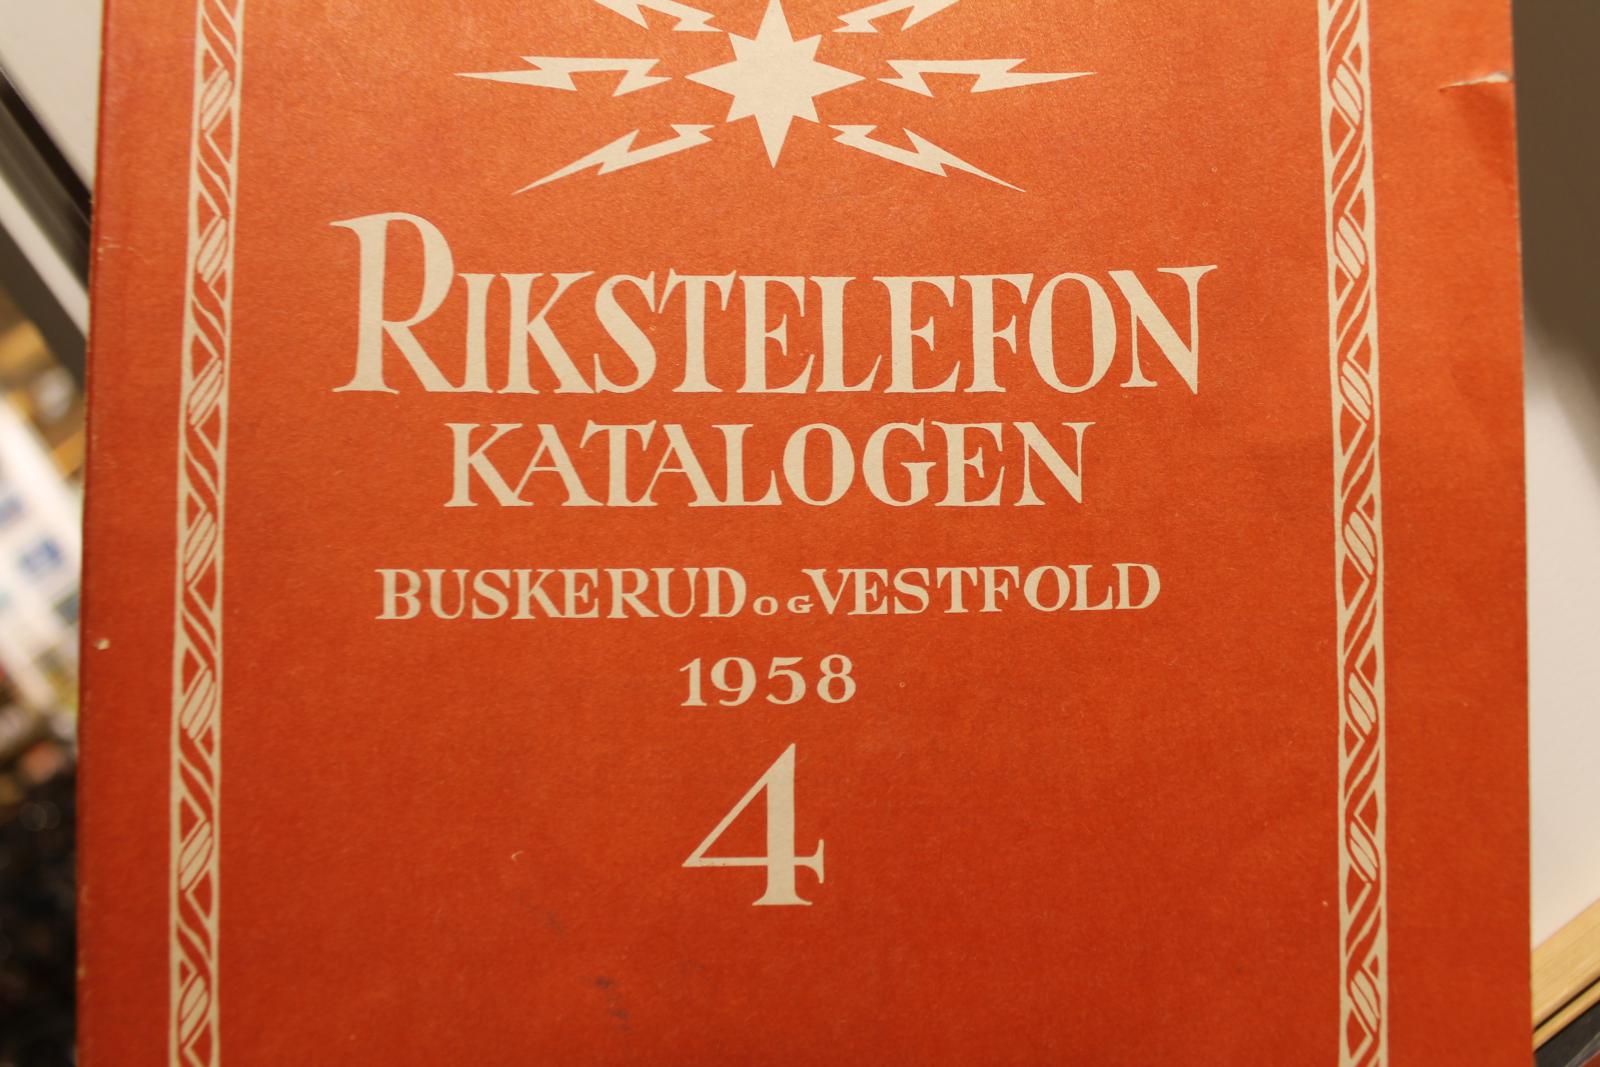 RIKSTELEFON
KATALOGEN
BUSKERUD OG VESTFOLD
1958
4